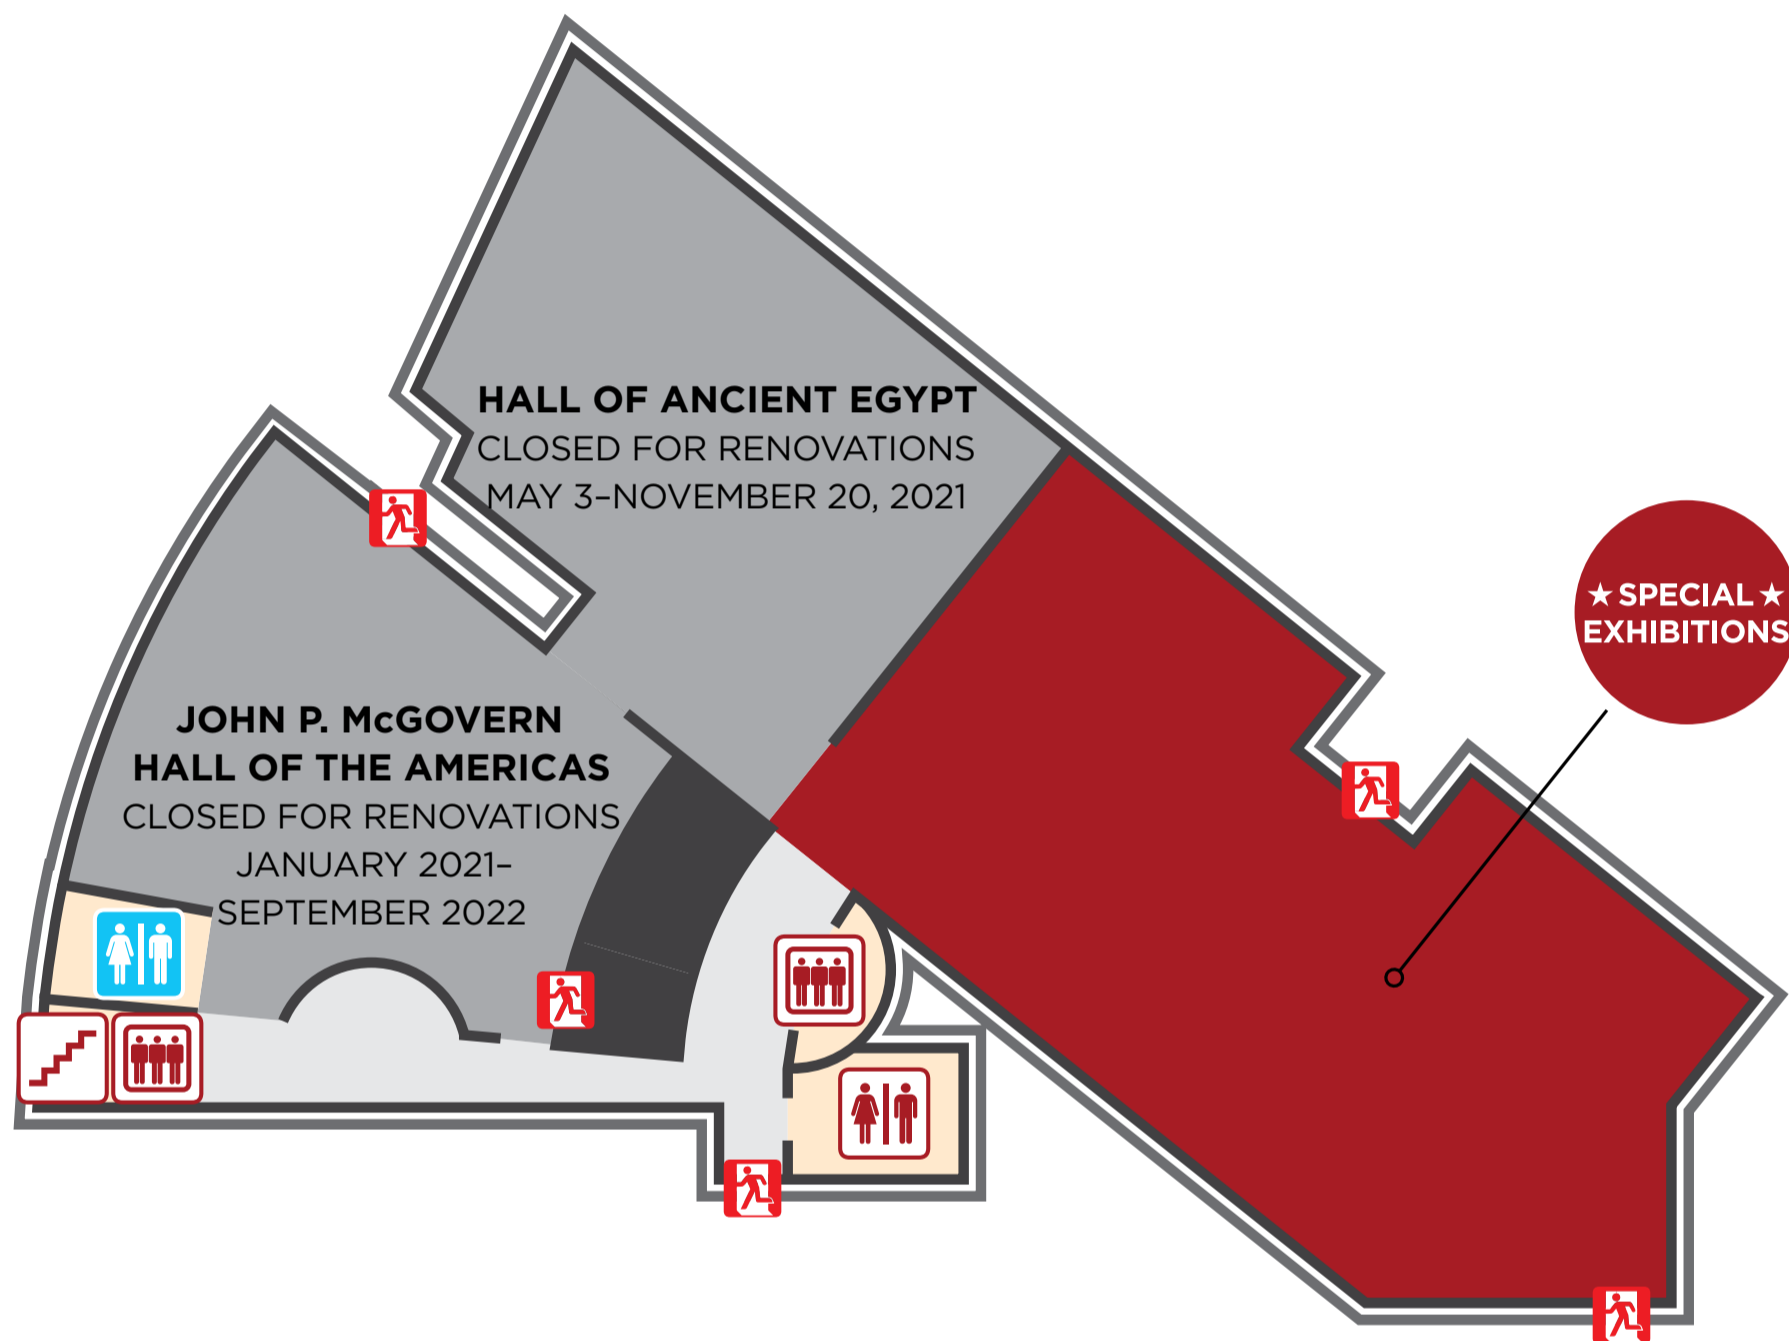 HALL OF ANCIENT EGYPT
CLOSED FOR RENOVATIONS
MAY 3–NOVEMBER 20, 2021
★ SPECIAL ★
EXHIBITIONS
JOHN P. McGOVERN
HALL OF THE AMERICAS
CLOSED FOR RENOVATIONS
JANUARY 2021–
SEPTEMBER 2022